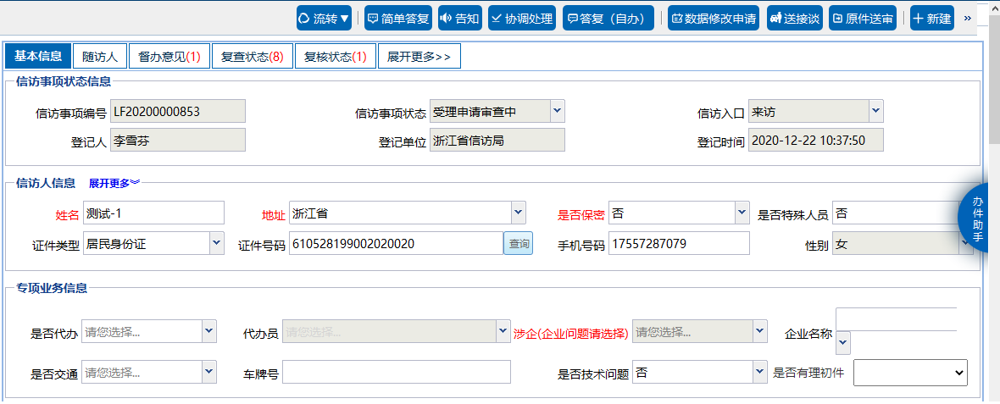 流转▼ 简单答复 告知 协调处理 答复（自办） 数据修改申请 送接谈 原件送审 新建 »
基本信息 随访人 督办意见(1) 复查状态(8) 复核状态(1) 展开更多>>
信访事项状态信息
信访事项编号 LF20200000853 信访事项状态 受理申请审查中 信访入口 来访
登记人 李雪芬 登记单位 浙江省信访局 登记时间 2020-12-22 10:37:50
信访人信息 展开更多
姓名 测试-1 地址 浙江省 是否保密 否 是否特殊人员 否
证件类型 居民身份证 证件号码 610528199002020020 查询 手机号码 17557287079 性别 女
办件助手
专项业务信息
是否代办 请您选择... 代办员 请您选择... 涉企(企业问题请选择) 请您选择... 企业名称
是否交通 请您选择... 车牌号 是否技术问题 否 是否有理初件